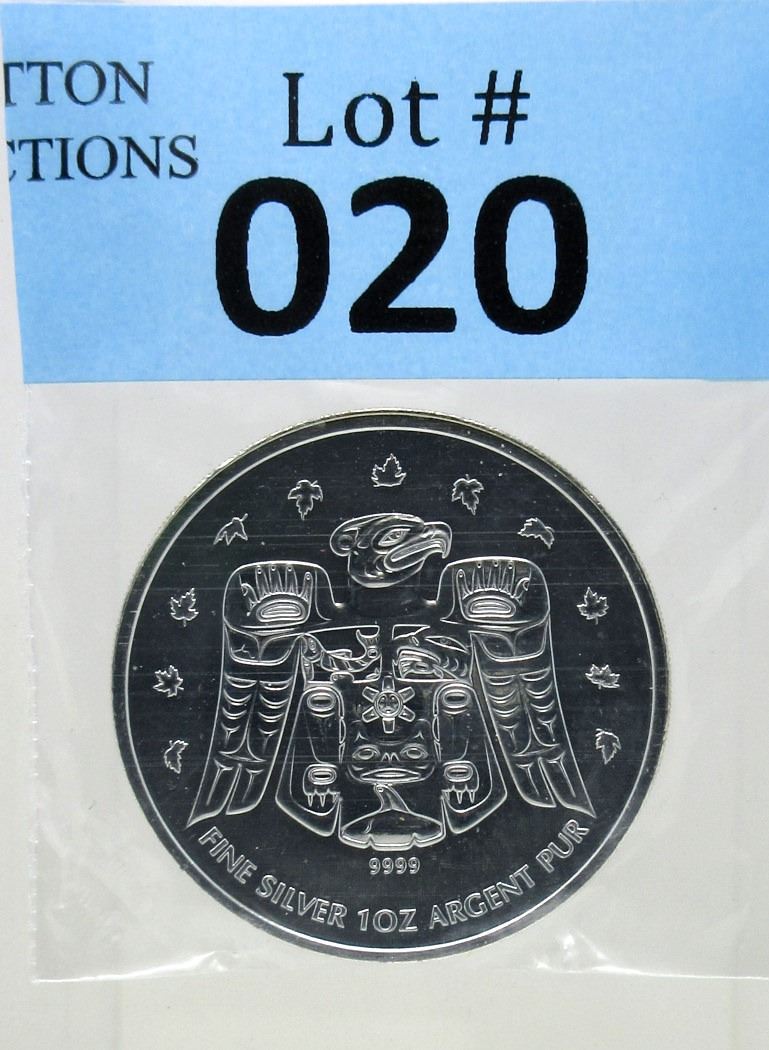 TTON
CTIONS
Lot #
020
9999
FINE SILVER 1OZ ARGENT PUR